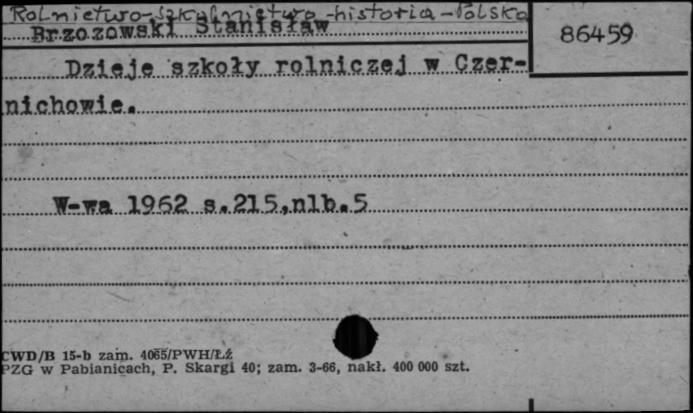 Rolnictwo-szkolnictwo-historia-Polska
Brzozowski Stanisław
86459
Dzieje szkoły rolniczej w Czer-
nichowie.
W-wa 1962 s.215,nlb.5
CWD/B 15-b zam. 4065/PWH/Łź
PZG w Pabianicach, P. Skargi 40; zam. 3-66, nakł. 400 000 szt.